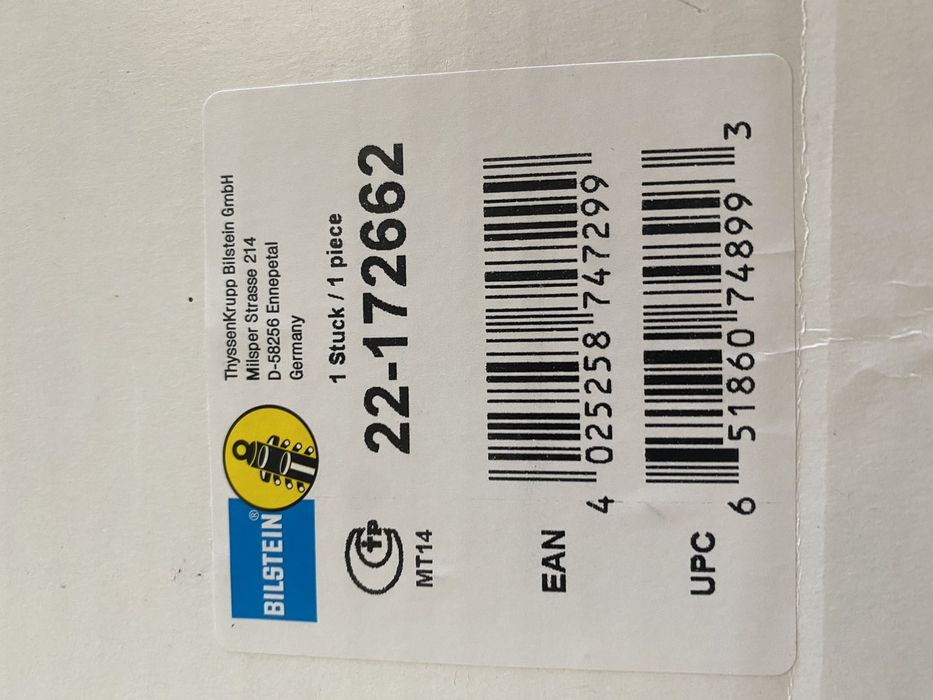 BILSTEIN®
ThyssenKrupp Bilstein GmbH
Milsper Strasse 214
D-58256 Ennepetal
Germany
1 Stuck / 1 piece
22-172662
MT14
EAN
4 025258 747299
UPC
6 51860 74899 3